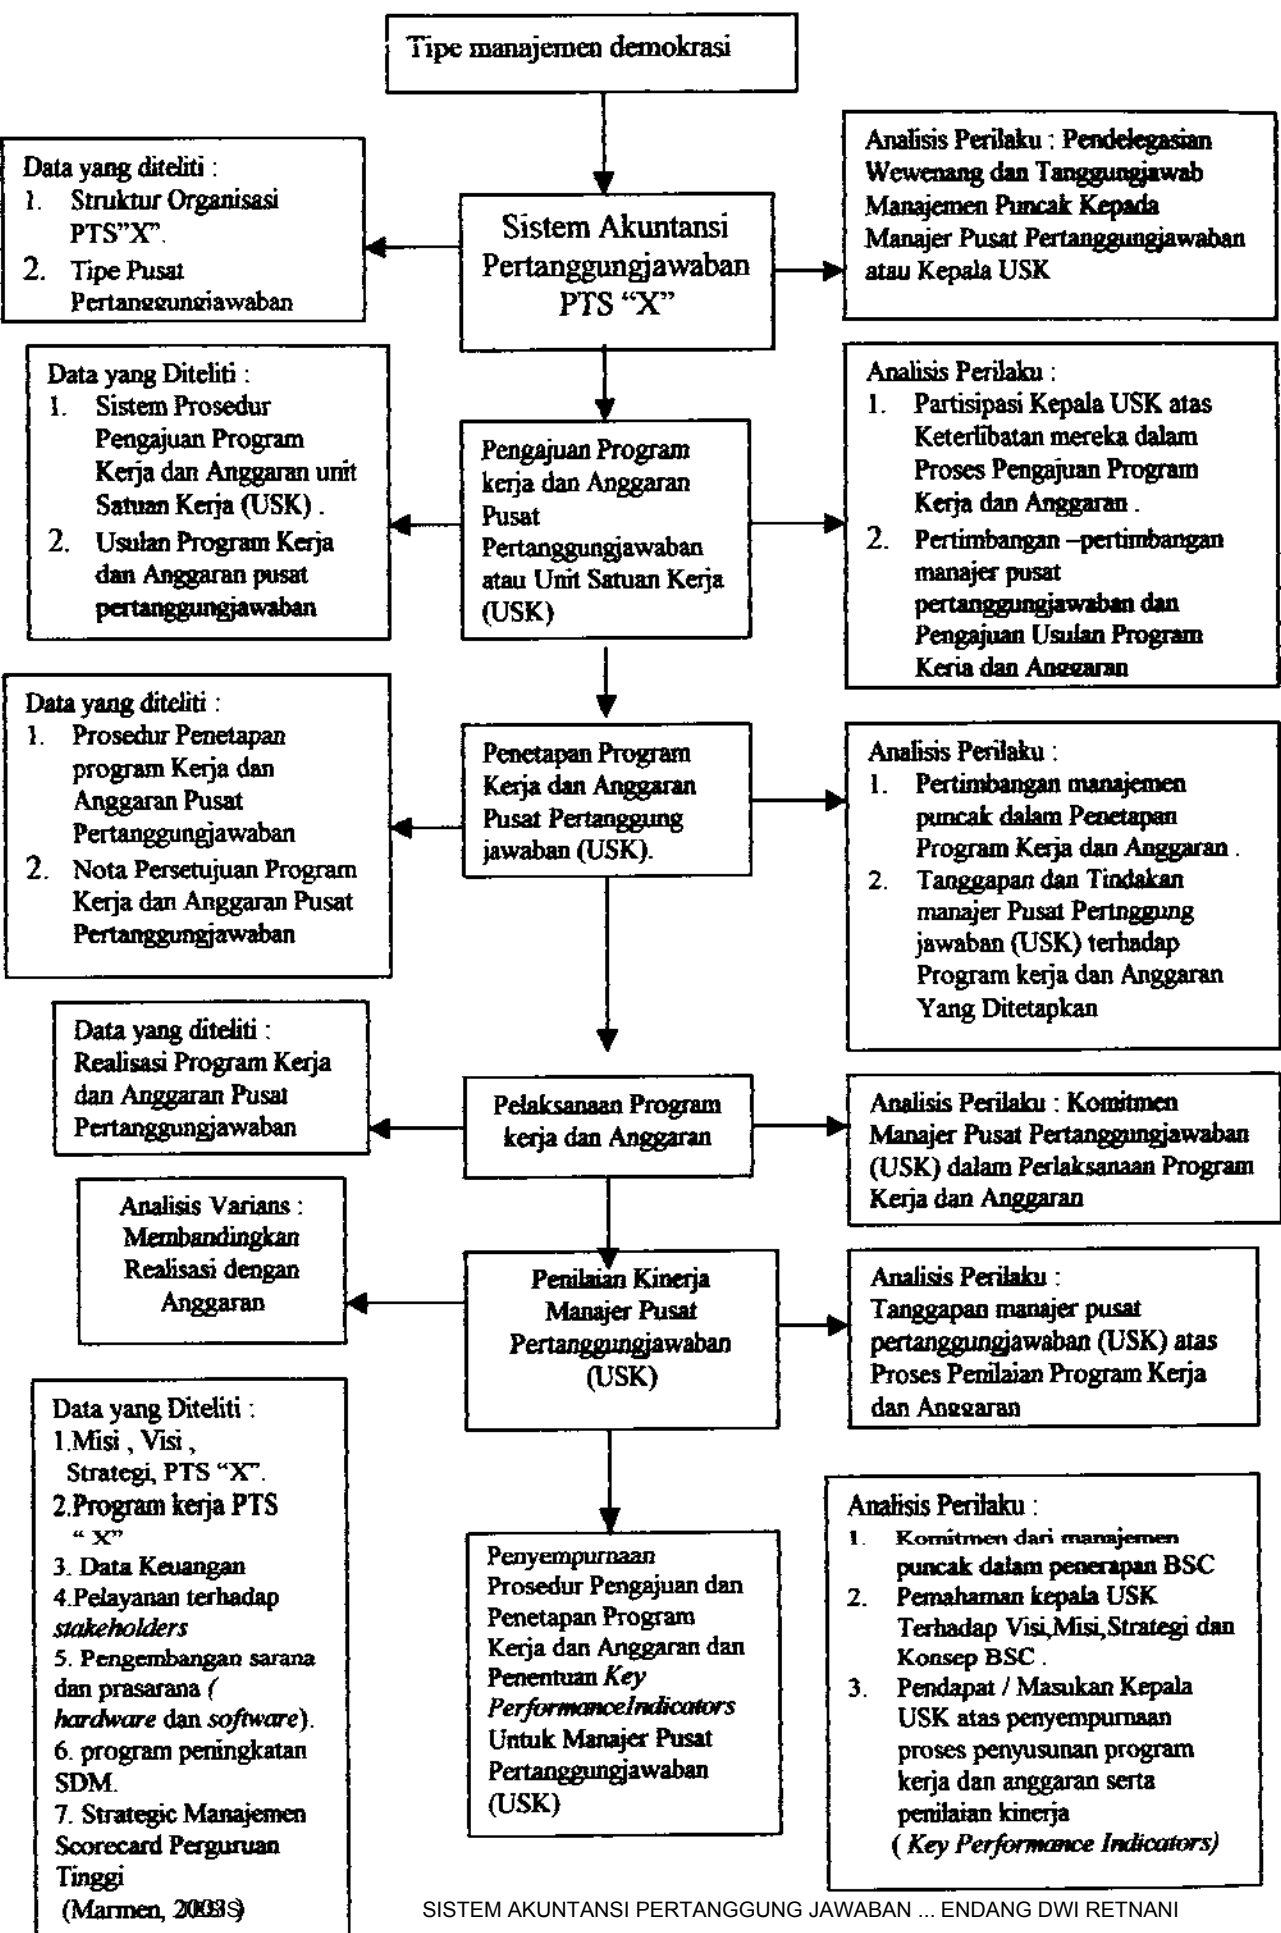 Tipe manajemen demokrasi
Data yang diteliti :
1. Struktur Organisasi
PTS”X”.
2. Tipe Pusat
Pertanggungjawaban
Sistem Akuntansi
Pertanggungjawaban
PTS “X”
Analisis Perilaku : Pendelegasian
Wewenang dan Tanggungjawab
Manajemen Puncak Kepada
Manajer Pusat Pertanggungjawaban
atau Kepala USK
Data yang Diteliti :
1. Sistem Prosedur
Pengajuan Program
Kerja dan Anggaran unit
Satuan Kerja (USK) .
2. Usulan Program Kerja
dan Anggaran pusat
pertanggungjawaban
Pengajuan Program
kerja dan Anggaran
Pusat
Pertanggungjawaban
atau Unit Satuan Kerja
(USK)
Analisis Perilaku :
1. Partisipasi Kepala USK atas
Keterlibatan mereka dalam
Proses Pengajuan Program
Kerja dan Anggaran .
2. Pertimbangan –pertimbangan
manajer pusat
pertanggungjawaban dan
Pengajuan Usulan Program
Kerja dan Anggaran
Data yang diteliti :
1. Prosedur Penetapan
program Kerja dan
Anggaran Pusat
Pertanggungjawaban
2. Nota Persetujuan Program
Kerja dan Anggaran Pusat
Pertanggungjawaban
Penetapan Program
Kerja dan Anggaran
Pusat Pertanggung
jawaban (USK).
Analisis Perilaku :
1. Pertimbangan manajemen
puncak dalam Penetapan
Program Kerja dan Anggaran .
2. Tanggapan dan Tindakan
manajer Pusat Pertnggung
jawaban (USK) terhadap
Program kerja dan Anggaran
Yang Ditetapkan
Data yang diteliti :
Realisasi Program Kerja
dan Anggaran Pusat
Pertanggungjawaban
Pelaksanaan Program
kerja dan Anggaran
Analisis Perilaku : Komitmen
Manajer Pusat Pertanggungjawaban
(USK) dalam Perlaksanaan Program
Kerja dan Anggaran
Analisis Varians :
Membandingkan
Realisasi dengan
Anggaran
Penilaian Kinerja
Manajer Pusat
Pertanggungjawaban
(USK)
Analisis Perilaku :
Tanggapan manajer pusat
pertanggungjawaban (USK) atas
Proses Penilaian Program Kerja
dan Anggaran
Data yang Diteliti :
1.Misi , Visi ,
Strategi, PTS “X”.
2.Program kerja PTS
“ X”
3. Data Keuangan
4.Pelayanan terhadap
stakeholders
5. Pengembangan sarana
dan prasarana (
hardware dan software).
6. program peningkatan
SDM.
7. Strategic Manajemen
Scorecard Perguruan
Tinggi
(Marmen,
Penyempurnaan
Prosedur Pengajuan dan
Penetapan Program
Kerja dan Anggaran dan
Penentuan Key
PerformanceIndicators
Untuk Manajer Pusat
Pertanggungjawaban
(USK)
Analisis Perilaku :
1. Komitmen dari manajemen
puncak dalam penerapan BSC
2. Pemahaman kepala USK
Terhadap Visi,Misi,Strategi dan
Konsep BSC .
3. Pendapat / Masukan Kepala
USK atas penyempurnaan
proses penyusunan program
kerja dan anggaran serta
penilaian kinerja
( Key Performance Indicators)
SISTEM AKUNTANSI PERTANGGUNG JAWABAN ... ENDANG DWI RETNANI